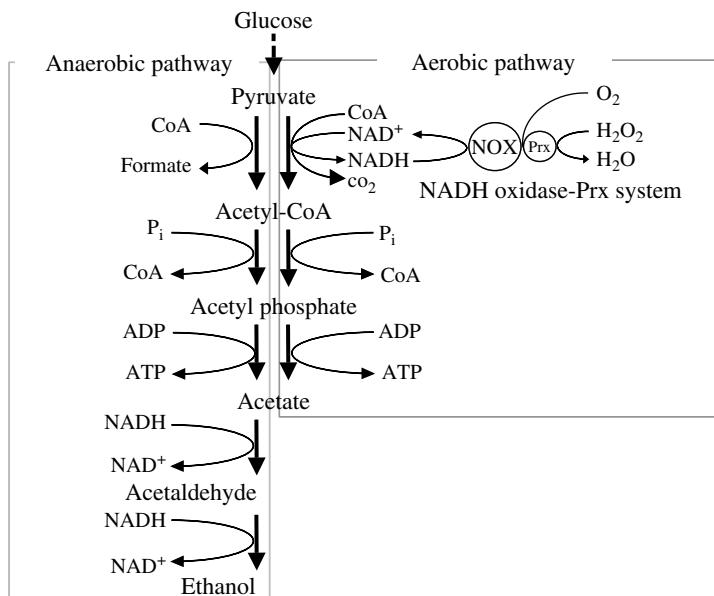 Glucose
Anaerobic pathway
Aerobic pathway
Pyruvate
CoA
Formate
CoA
NAD⁺
NADH
co₂
NOX
Prx
O₂
H₂O₂
H₂O
NADH oxidase-Prx system
Acetyl-CoA
Pᵢ
CoA
Pᵢ
CoA
Acetyl phosphate
ADP
ATP
ADP
ATP
Acetate
NADH
NAD⁺
Acetaldehyde
NADH
NAD⁺
Ethanol